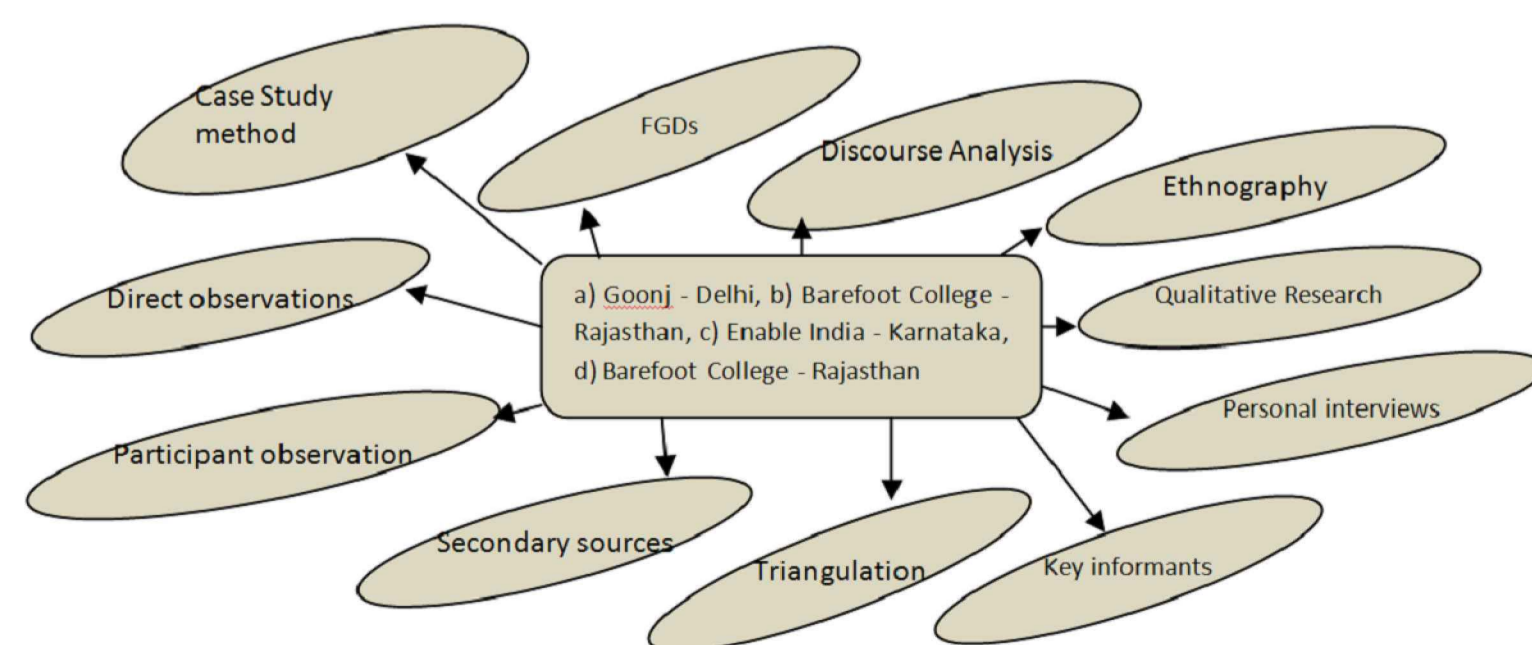 Case Study
method
FGDs
Discourse Analysis
Ethnography
Direct observations
a) Goonj - Delhi, b) Barefoot College -
Rajasthan, c) Enable India - Karnataka,
d) Barefoot College - Rajasthan
Qualitative Research
Personal interviews
Participant observation
Secondary sources
Triangulation
Key informants